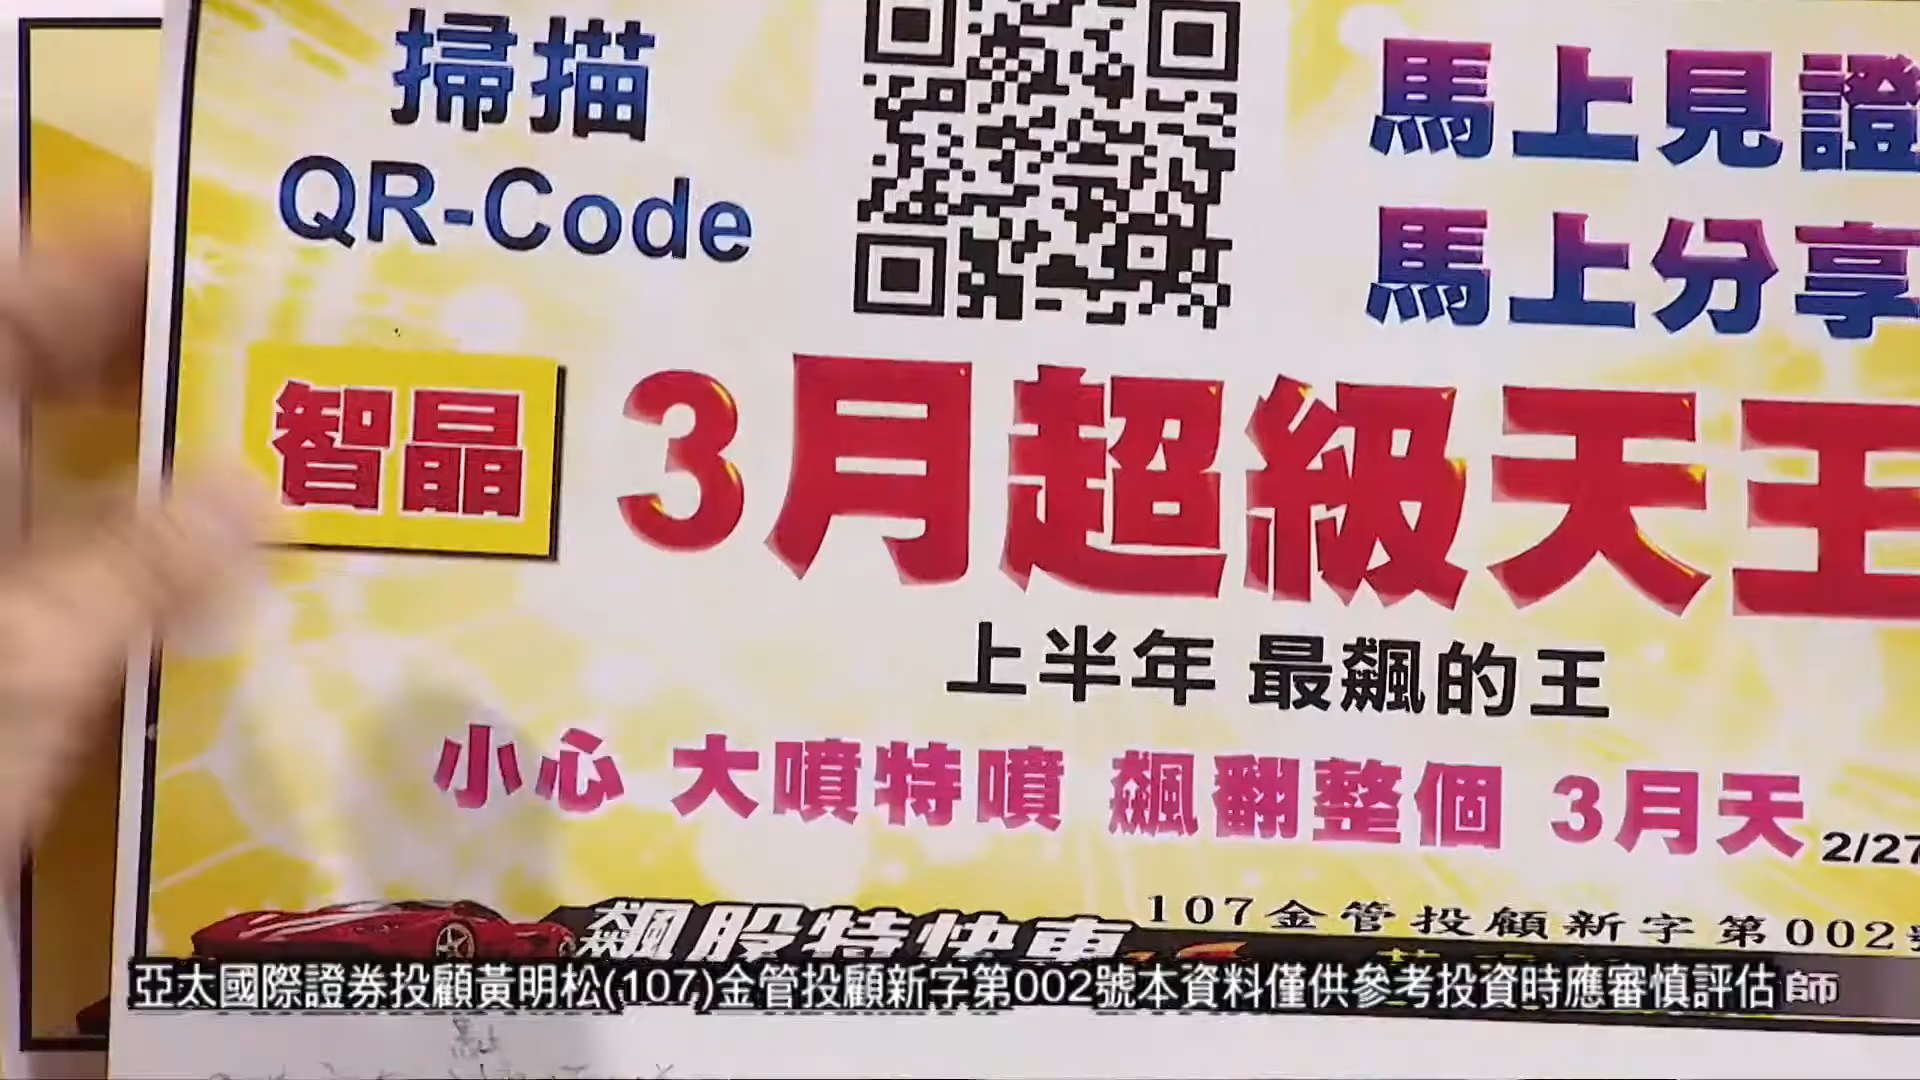 掃描
QR-Code
馬上見證
馬上分享
智晶
3月超級天王
上半年 最飆的王
小心 大噴特噴 飆翻整個 3月天
2/27
飆股特快車
107金管投顧新字第002號
亞太國際證券投顧黃明松(107)金管投顧新字第002號本資料僅供參考投資時應審慎評估
師